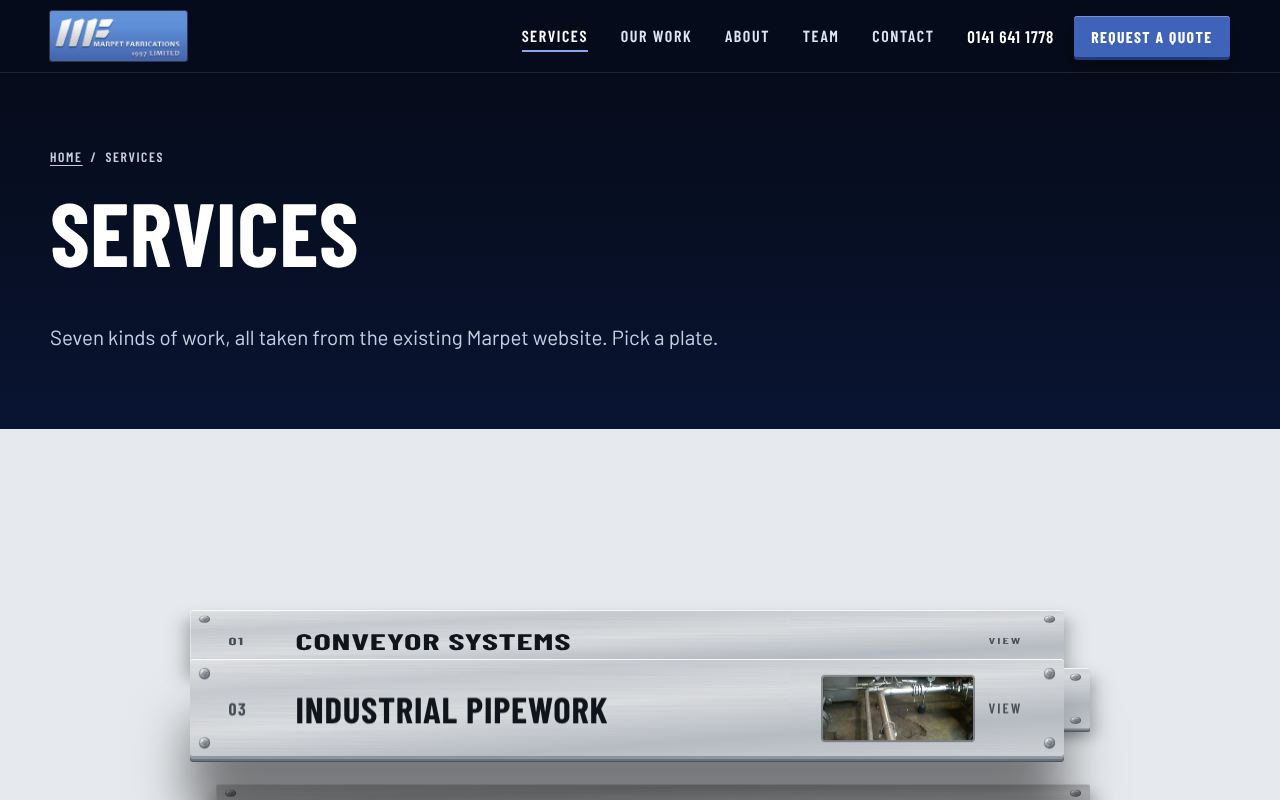 MARPET FABRICATIONS
1997 LIMITED
SERVICES
OUR WORK
ABOUT
TEAM
CONTACT
0141 641 1778
REQUEST A QUOTE
HOME / SERVICES
SERVICES
Seven kinds of work, all taken from the existing Marpet website. Pick a plate.
01 CONVEYOR SYSTEMS VIEW
03 INDUSTRIAL PIPEWORK VIEW